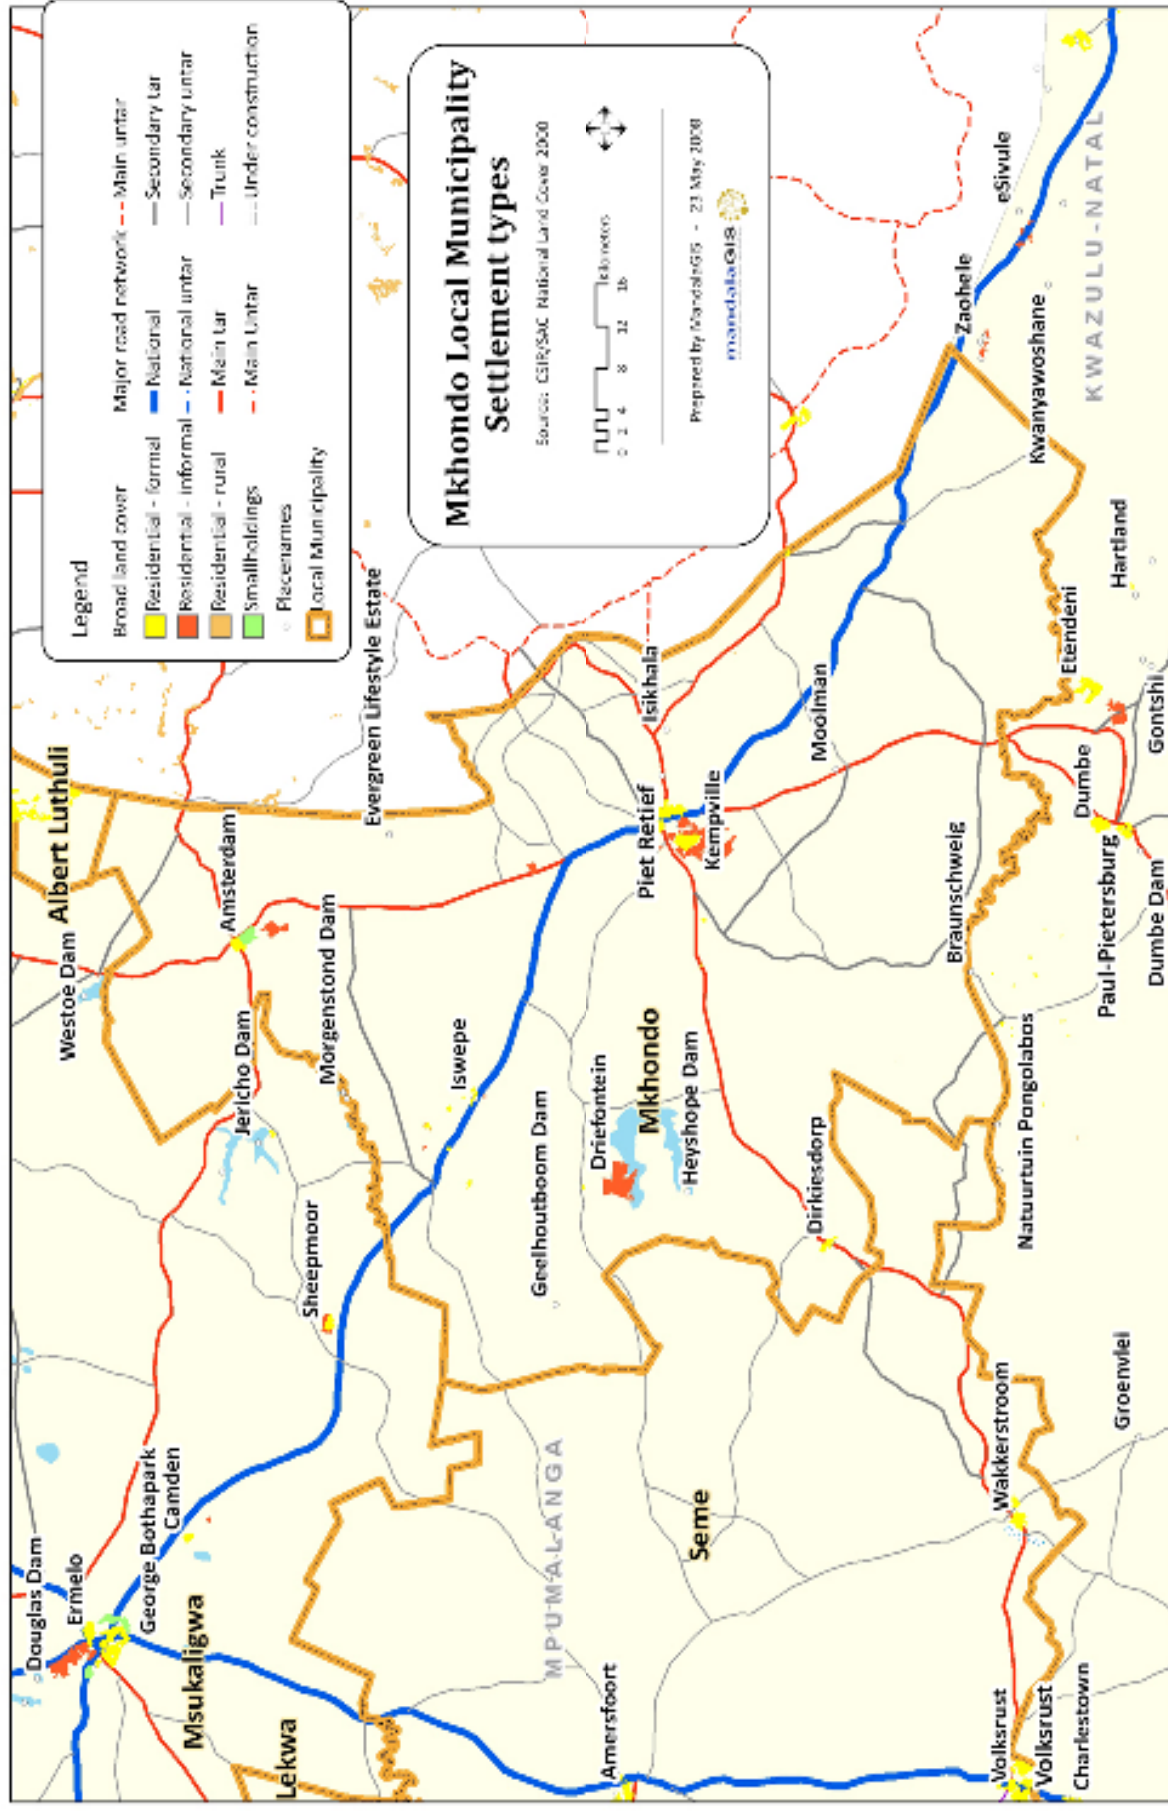 Legend
Broad land cover
Residential - formal
Residential - informal
Residential - rural
Smallholdings
Placenames
Local Municipality
Major road network
National
National untar
Main tar
Main Untar
Main untar
Secondary tar
Secondary untar
Trunk
Under construction
Mkhondo Local Municipality
Settlement types
Source: CSIR/SAC National Land Cover 2000
0 2 4 8 12 16 kilometers
Prepared by MandalaGIS - 23 May 2008
mandalaGIS
Douglas Dam
Ermelo
George Bothapark
Camden
Msukaligwa
Lekwa
Westoe Dam
Albert Luthuli
Amsterdam
Jericho Dam
Morgenstond Dam
Sheepmoor
Evergreen Lifestyle Estate
Iswepe
Geelhoutboom Dam
MPUMALANGA
Driefontein
Mkhondo
Heyshope Dam
Isikhala
Piet Retief
Kempville
Seme
Amersfoort
Moolman
Dirkiesdorp
Braunschweig
Zaohele
eSivule
Kwanyawoshane
KWAZULU-NATAL
Natuurtuin Pongolabos
Wakkerstroom
Groenvlei
Volksrust
Volksrust
Charlestown
Etendeni
Hartland
Dumbe
Gontshi
Paul-Pietersburg
Dumbe Dam